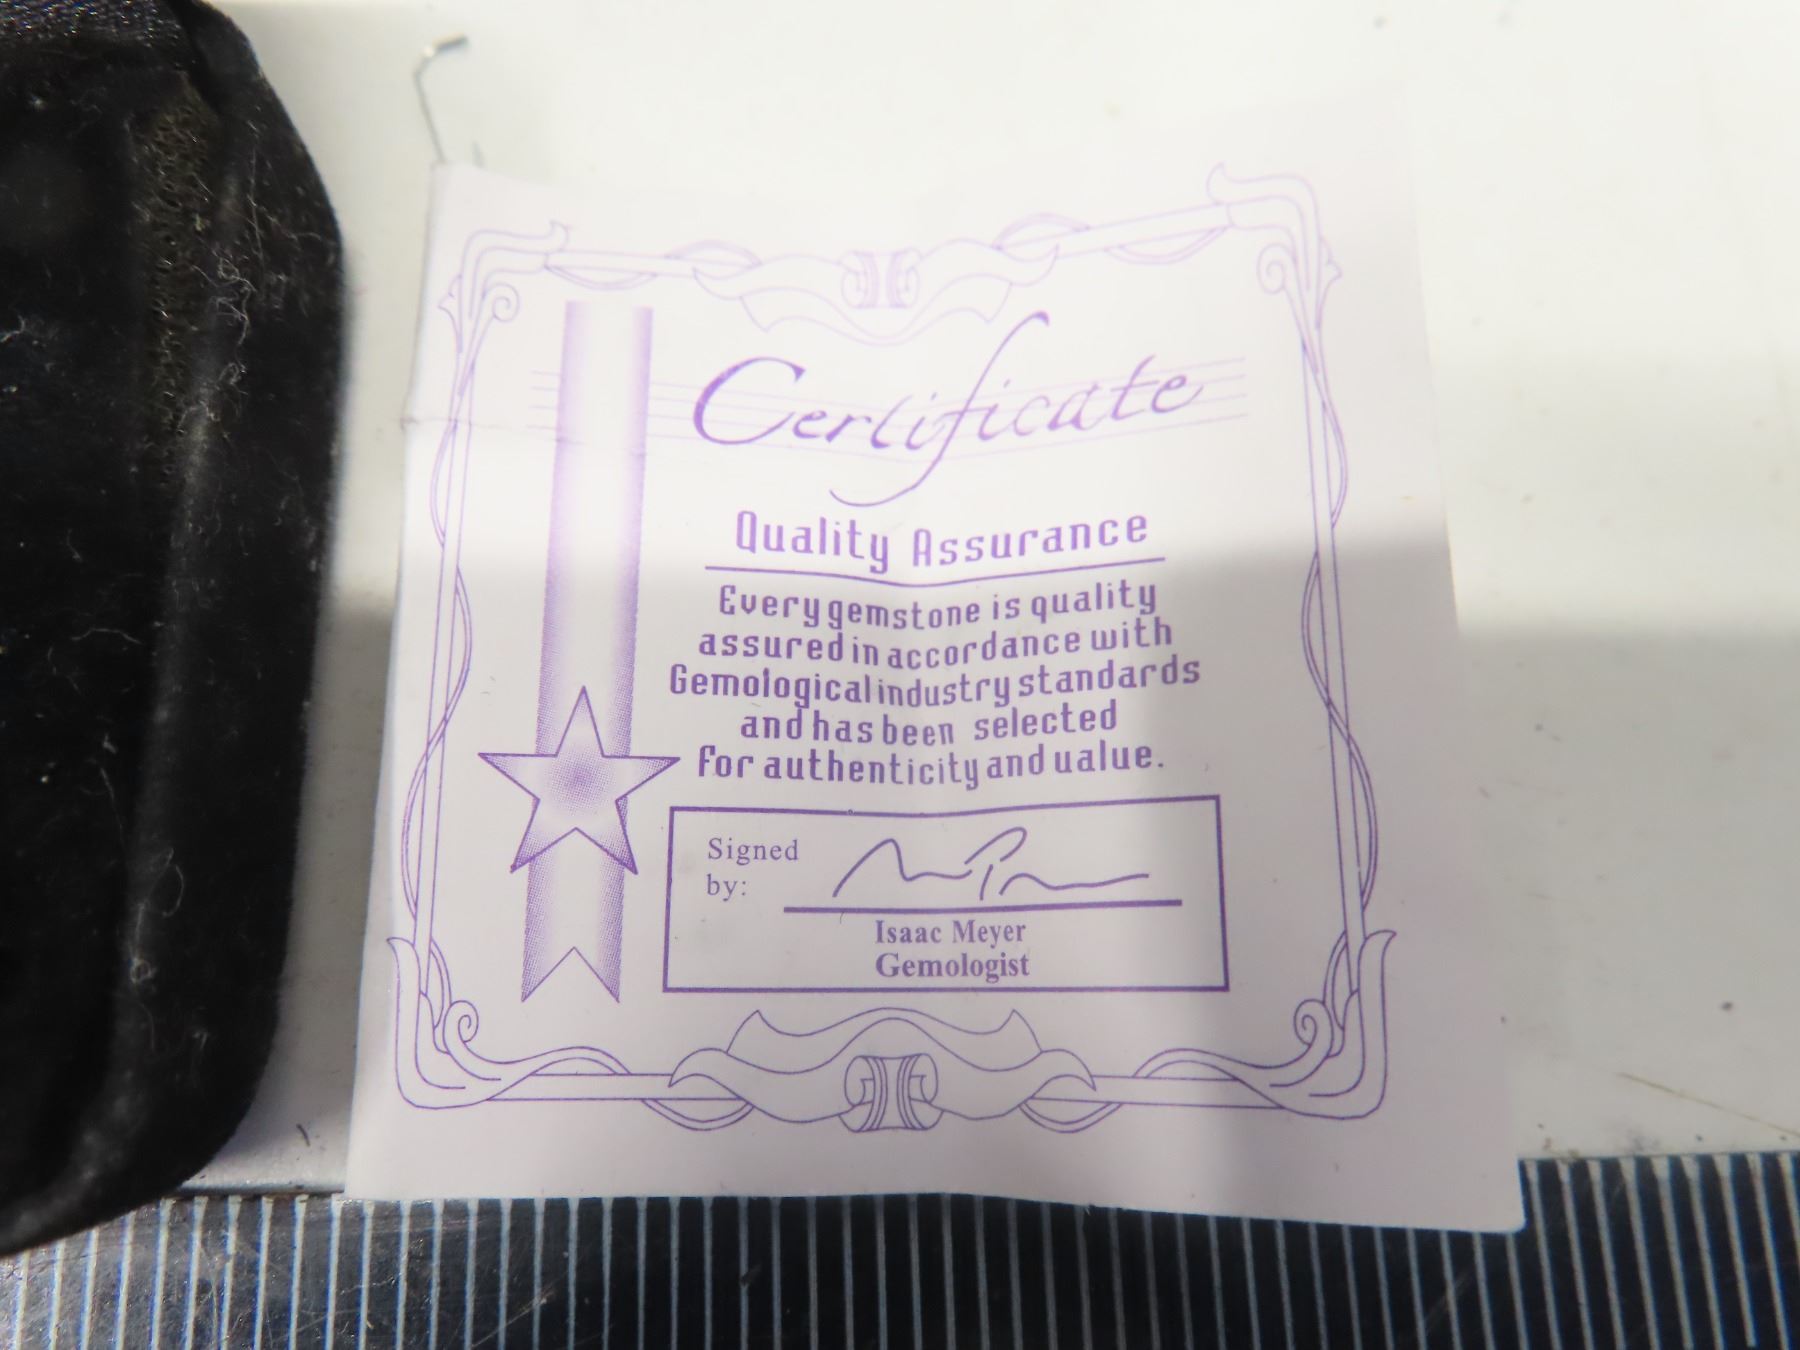 Certificate
Quality Assurance
Every gemstone is quality
assured in accordance with
Gemological industry standards
and has been selected
for authenticity and value.
Signed
by:
Isaac Meyer
Gemologist